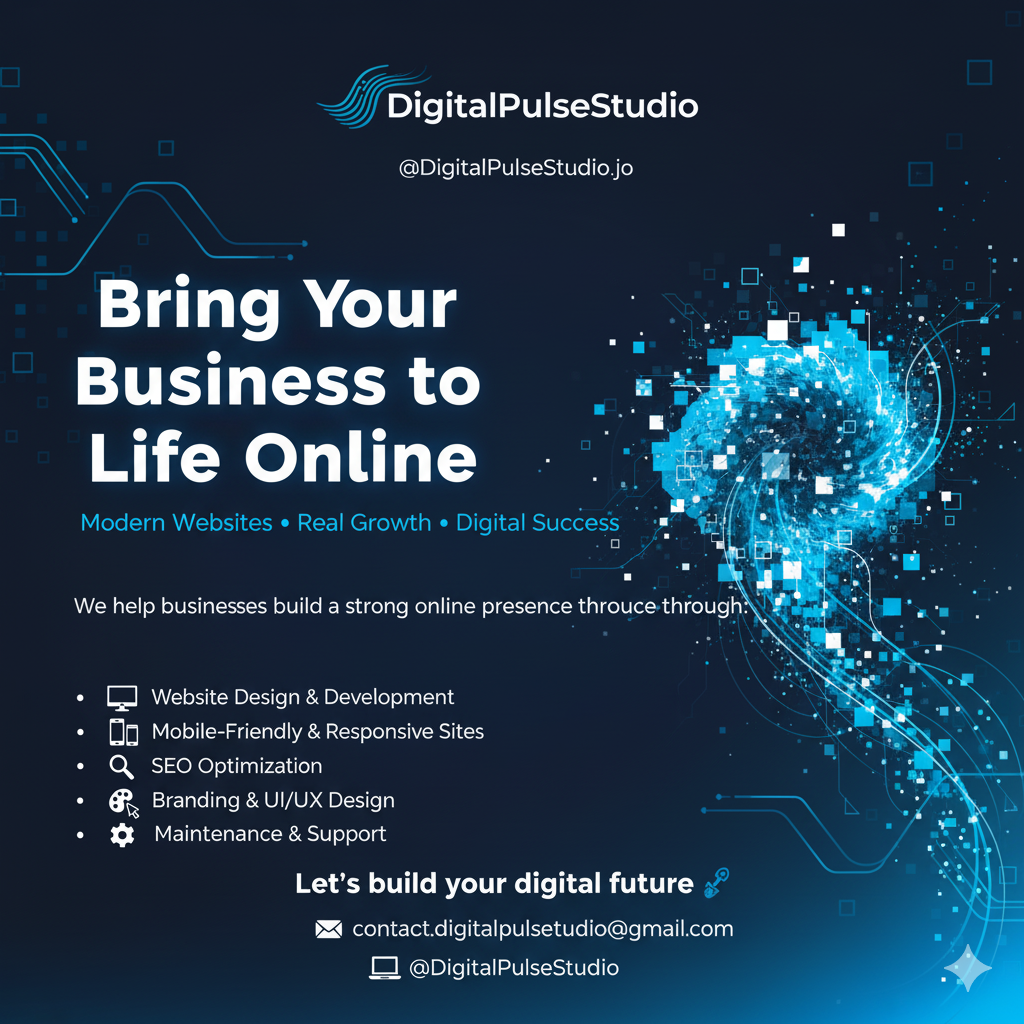 DigitalPulseStudio
@DigitalPulseStudio.jo
Bring Your
Business to
Life Online
Modern Websites • Real Growth • Digital Success
We help businesses build a strong online presence throuce through:
• Website Design & Development
• Mobile-Friendly & Responsive Sites
• SEO Optimization
• Branding & UI/UX Design
• Maintenance & Support
Let's build your digital future
contact.digitalpulsetudio@gmail.com
@DigitalPulseStudio